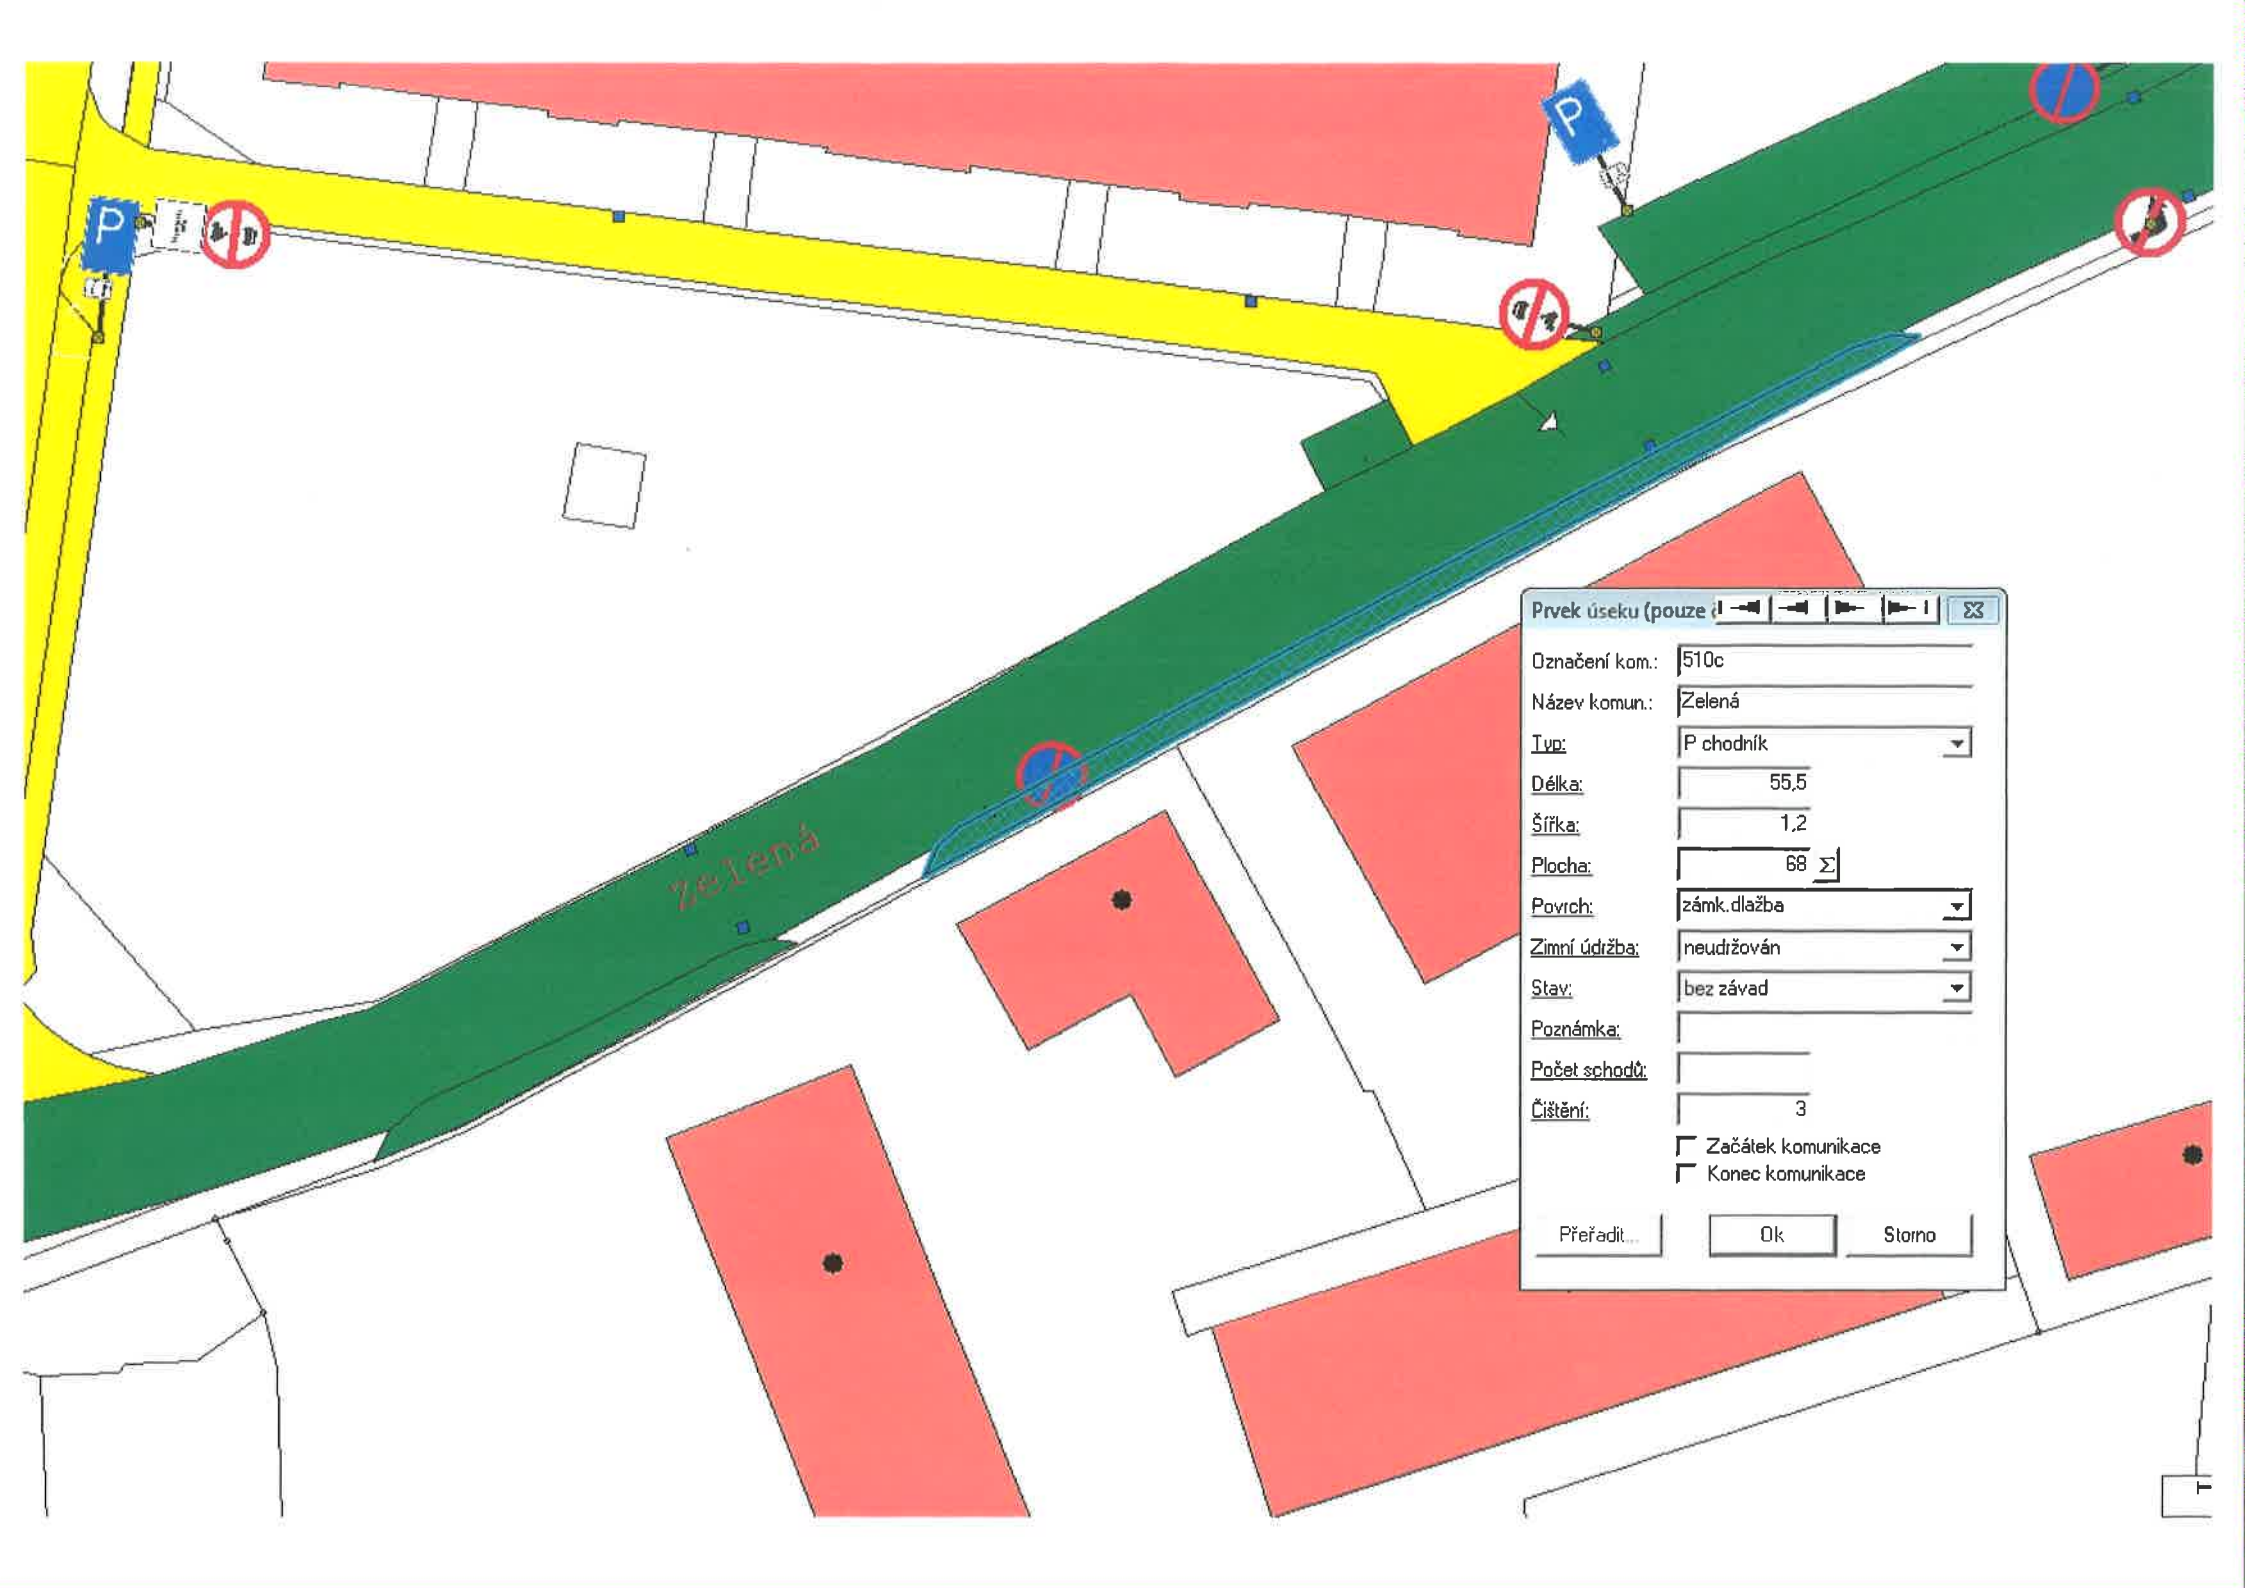 P
P
zelená
Prvek úseku (pouze č
Označení kom.: 510c
Název komun.: Zelená
Typ: P chodník
Délka: 55,5
Šířka: 1,2
Plocha: 68 Σ
Povrch: zámk.dlažba
Zimní údržba: neudržován
Stav: bez závad
Poznámka:
Počet schodů:
Čištění: 3
Začátek komunikace
Konec komunikace
Přeřadit... Ok Storno